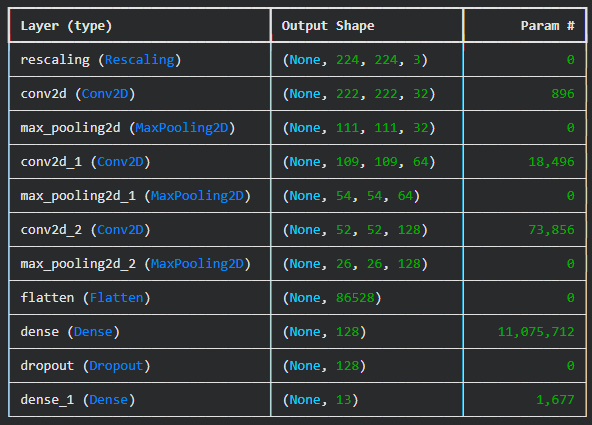 Layer (type) Output Shape Param #
rescaling (Rescaling) (None, 224, 224, 3) 0
conv2d (Conv2D) (None, 222, 222, 32) 896
max_pooling2d (MaxPooling2D) (None, 111, 111, 32) 0
conv2d_1 (Conv2D) (None, 109, 109, 64) 18,496
max_pooling2d_1 (MaxPooling2D) (None, 54, 54, 64) 0
conv2d_2 (Conv2D) (None, 52, 52, 128) 73,856
max_pooling2d_2 (MaxPooling2D) (None, 26, 26, 128) 0
flatten (Flatten) (None, 86528) 0
dense (Dense) (None, 128) 11,075,712
dropout (Dropout) (None, 128) 0
dense_1 (Dense) (None, 13) 1,677